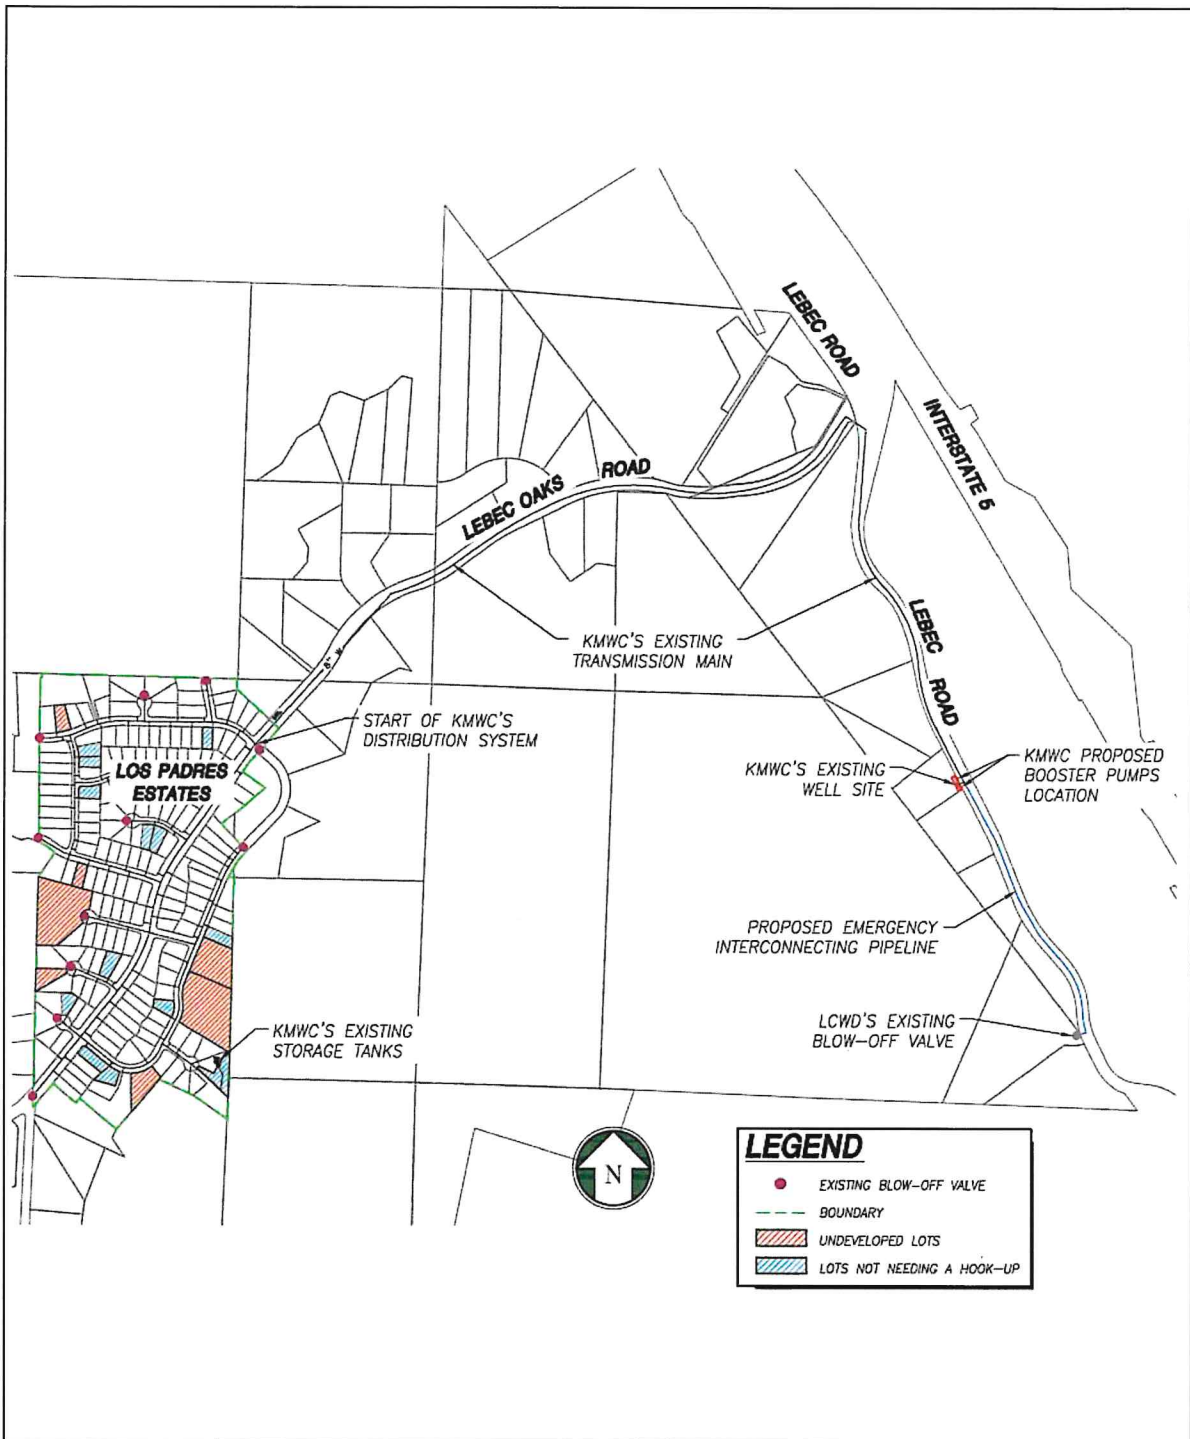 LEBEC ROAD
INTERSTATE 5
LEBEC OAKS ROAD
LEBEC ROAD
KMWC'S EXISTING
TRANSMISSION MAIN
8" W
START OF KMWC'S
DISTRIBUTION SYSTEM
KMWC'S EXISTING
WELL SITE
KMWC PROPOSED
BOOSTER PUMPS
LOCATION
LOS PADRES
ESTATES
PROPOSED EMERGENCY
INTERCONNECTING PIPELINE
LCWD'S EXISTING
BLOW-OFF VALVE
KMWC'S EXISTING
STORAGE TANKS
N
LEGEND
EXISTING BLOW-OFF VALVE
BOUNDARY
UNDEVELOPED LOTS
LOTS NOT NEEDING A HOOK-UP